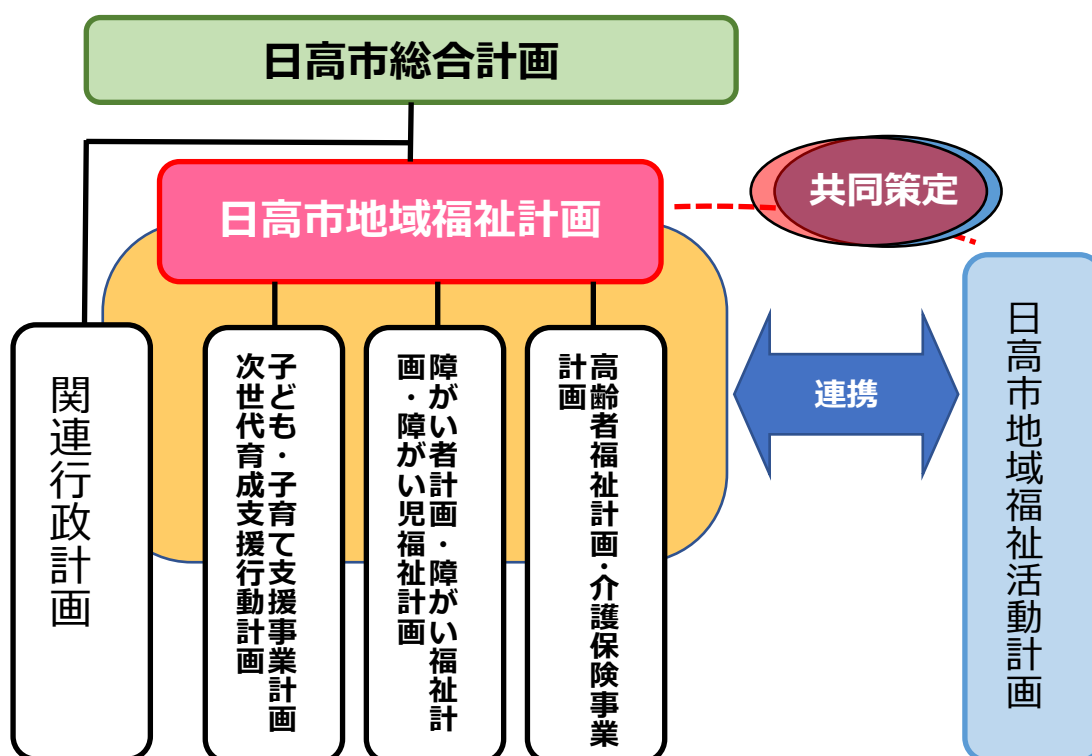 日高市総合計画
日高市地域福祉計画
共同策定
関連行政計画
子ども・子育て支援事業計画
次世代育成支援行動計画
障がい者計画・障がい福祉計
画・障がい児福祉計画
高齢者福祉計画・介護保険事業
計画
連携
日高市地域福祉活動計画